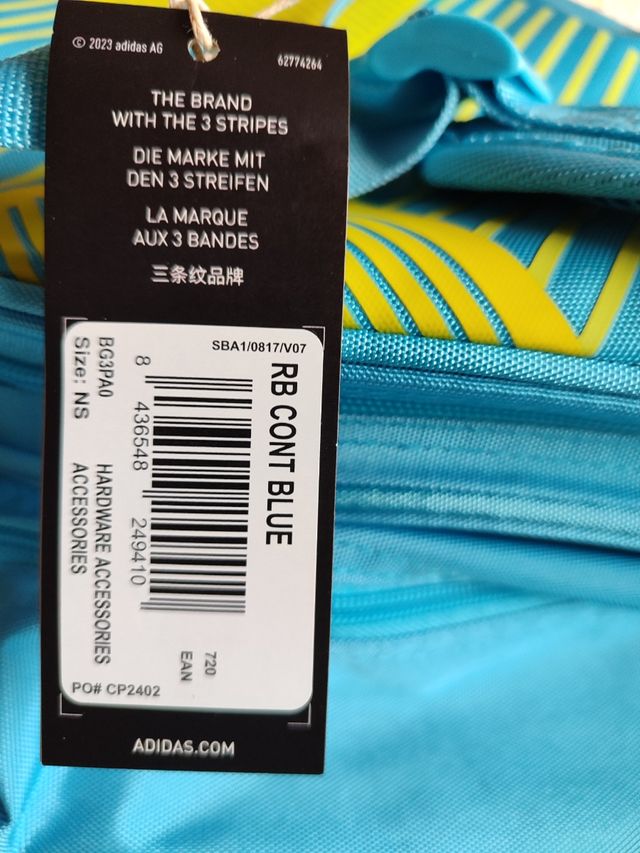 © 2023 adidas AG
62774264
THE BRAND
WITH THE 3 STRIPES
DIE MARKE MIT
DEN 3 STREIFEN
LA MARQUE
AUX 3 BANDES
三条纹品牌
SBA1/0817/V07
RB CONT BLUE
8 436548 249410
720
EAN
BG3PA0 HARDWARE ACCESSORIES
Size: NS ACCESSORIES
PO# CP2402
ADIDAS.COM